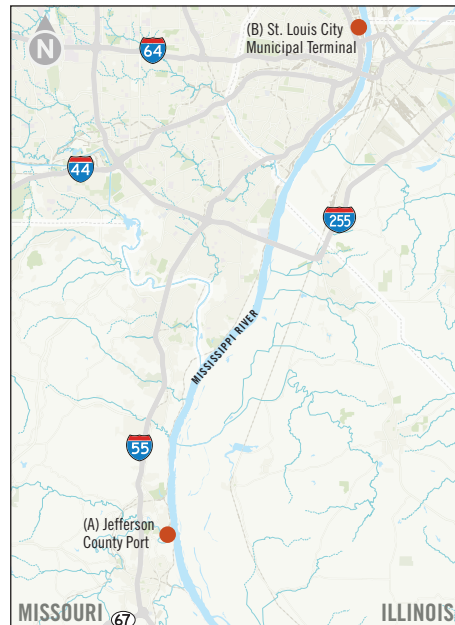 N
64
(B) St. Louis City
Municipal Terminal
44
255
MISSISSIPPI RIVER
55
(A) Jefferson
County Port
MISSOURI
67
ILLINOIS